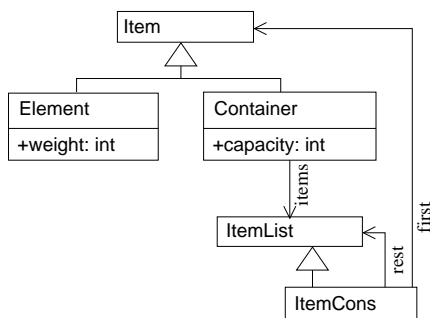 Item
Element
+weight: int
Container
+capacity: int
items
ItemList
rest
first
ItemCons